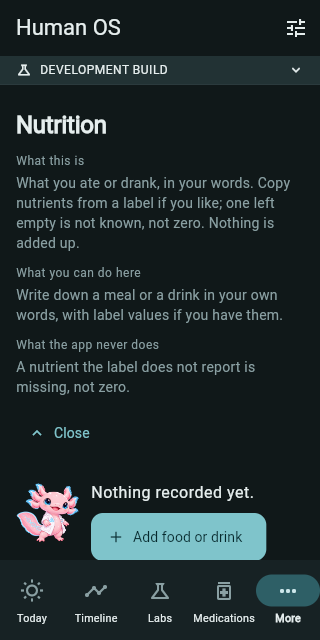 Human OS
DEVELOPMENT BUILD
Nutrition
What this is
What you ate or drank, in your words. Copy
nutrients from a label if you like; one left
empty is not known, not zero. Nothing is
added up.
What you can do here
Write down a meal or a drink in your own
words, with label values if you have them.
What the app never does
A nutrient the label does not report is
missing, not zero.
Close
Nothing recorded yet.
Add food or drink
Today
Timeline
Labs
Medications
More